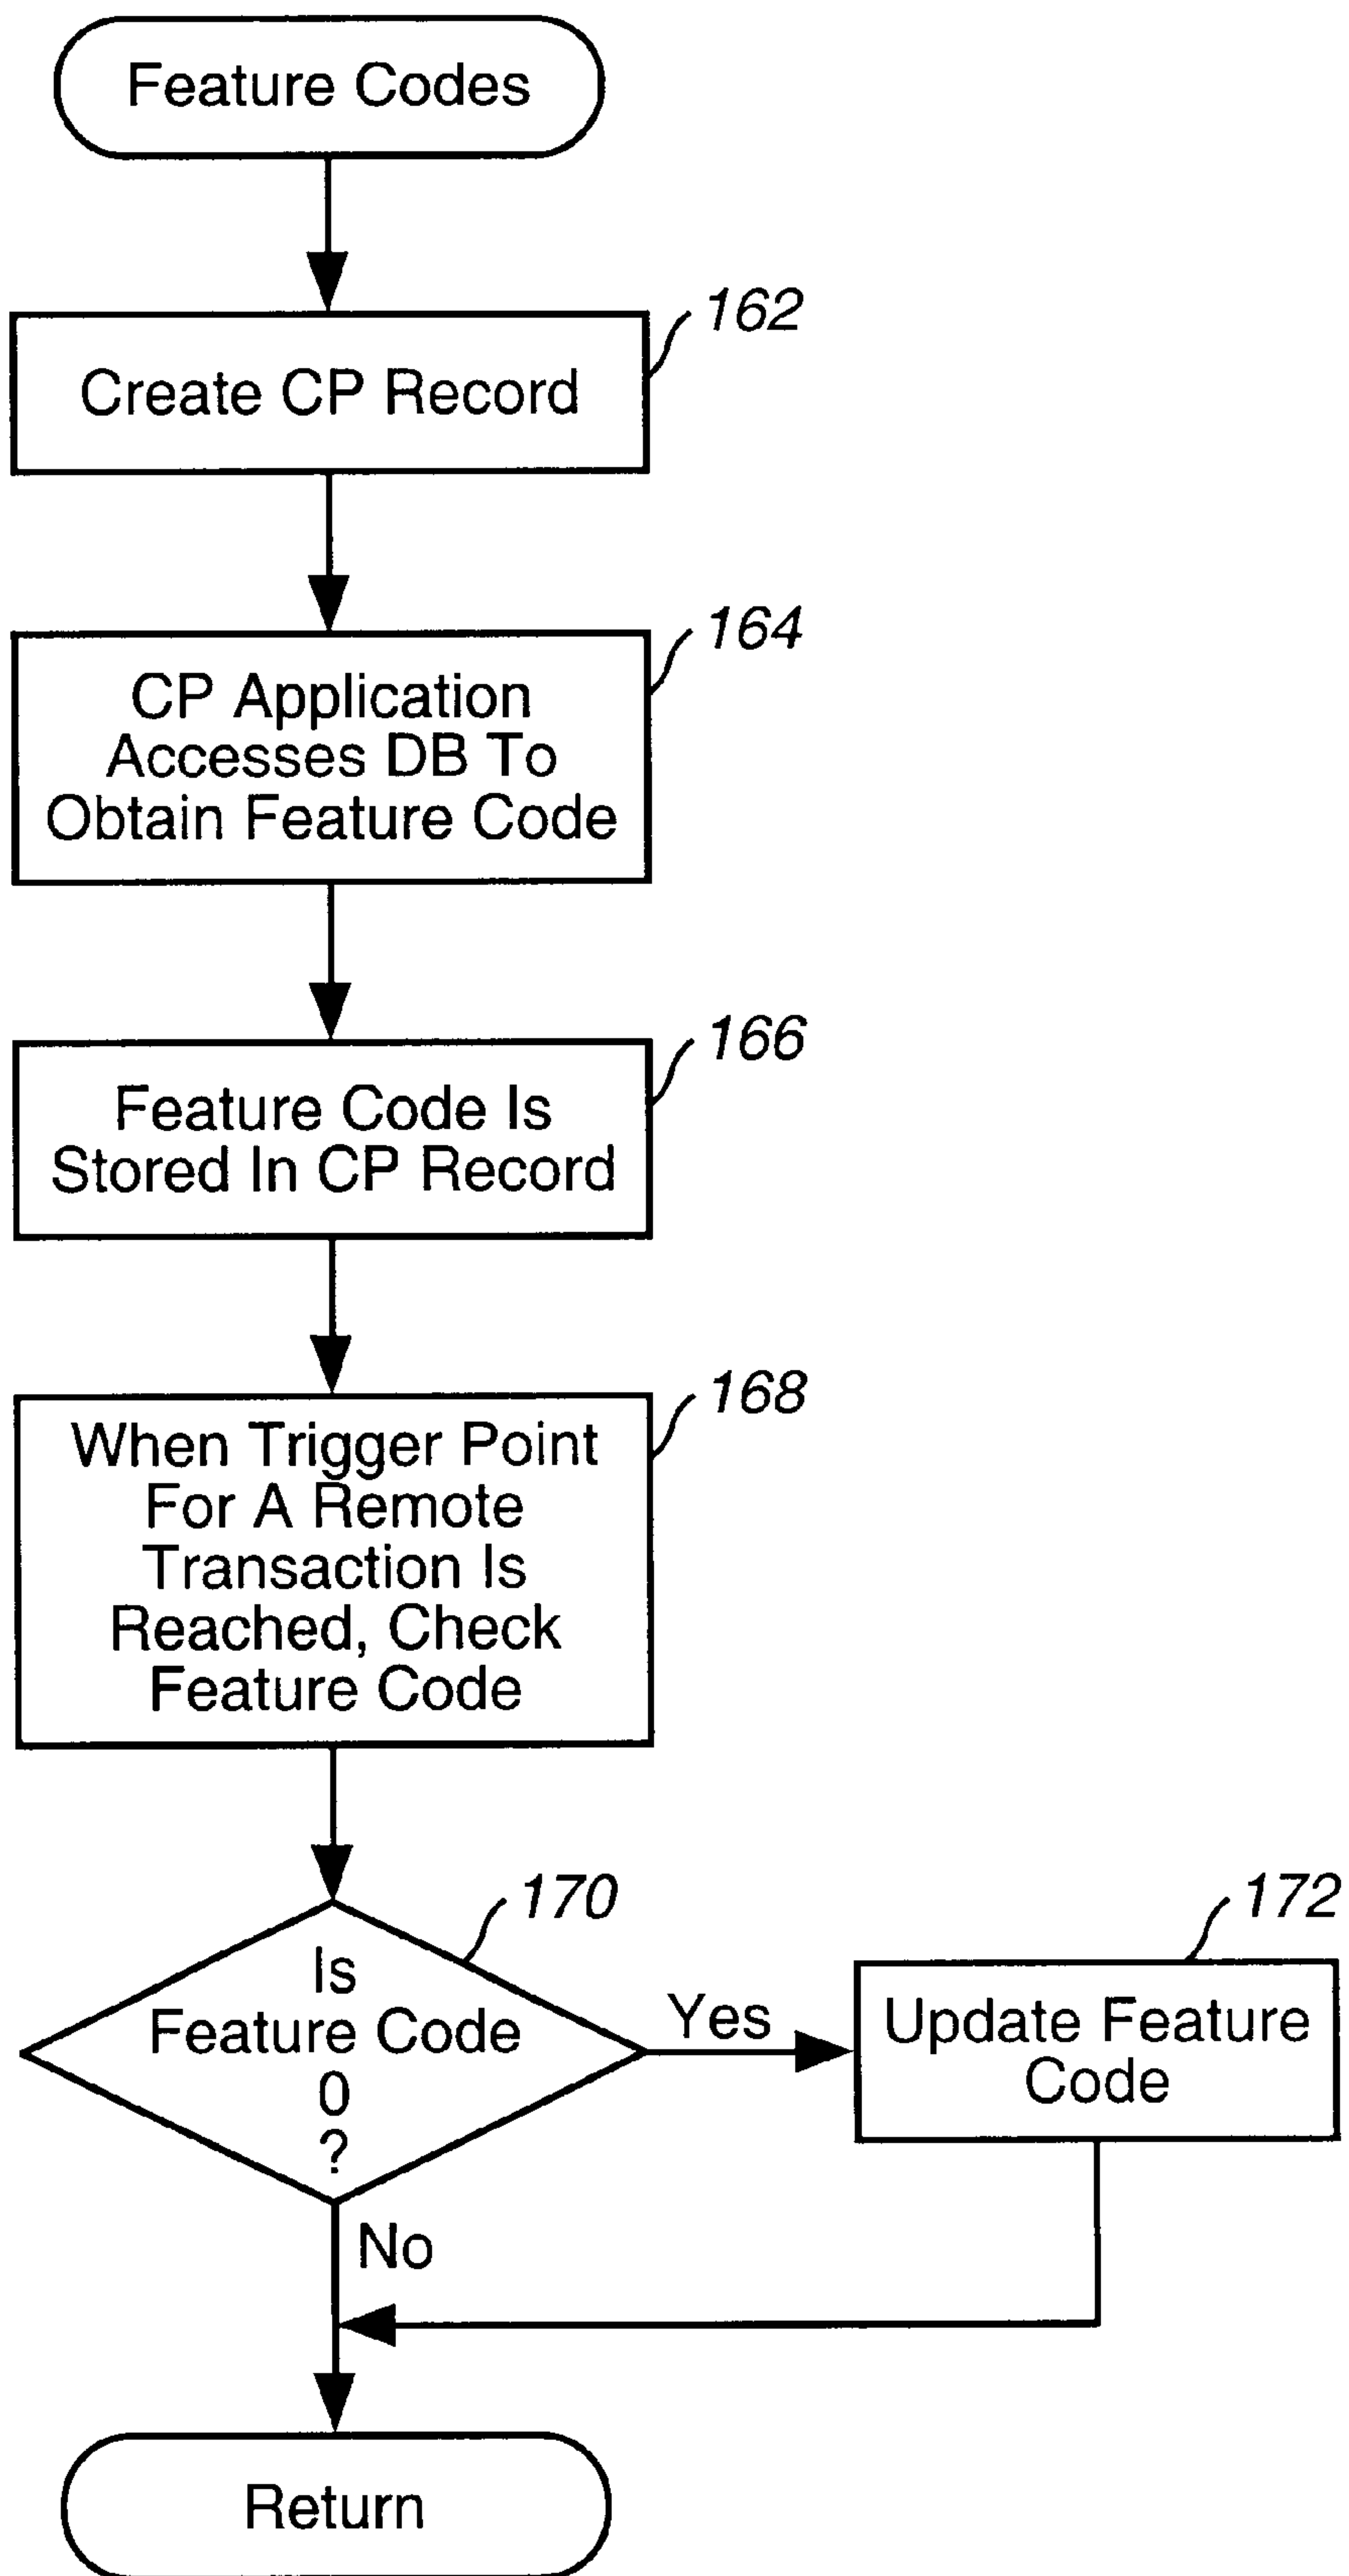 Feature Codes
162
Create CP Record
164
CP Application
Accesses DB To
Obtain Feature Code
166
Feature Code Is
Stored In CP Record
168
When Trigger Point
For A Remote
Transaction Is
Reached, Check
Feature Code
170
Is
Feature Code
0
?
Yes
172
Update Feature
Code
No
Return